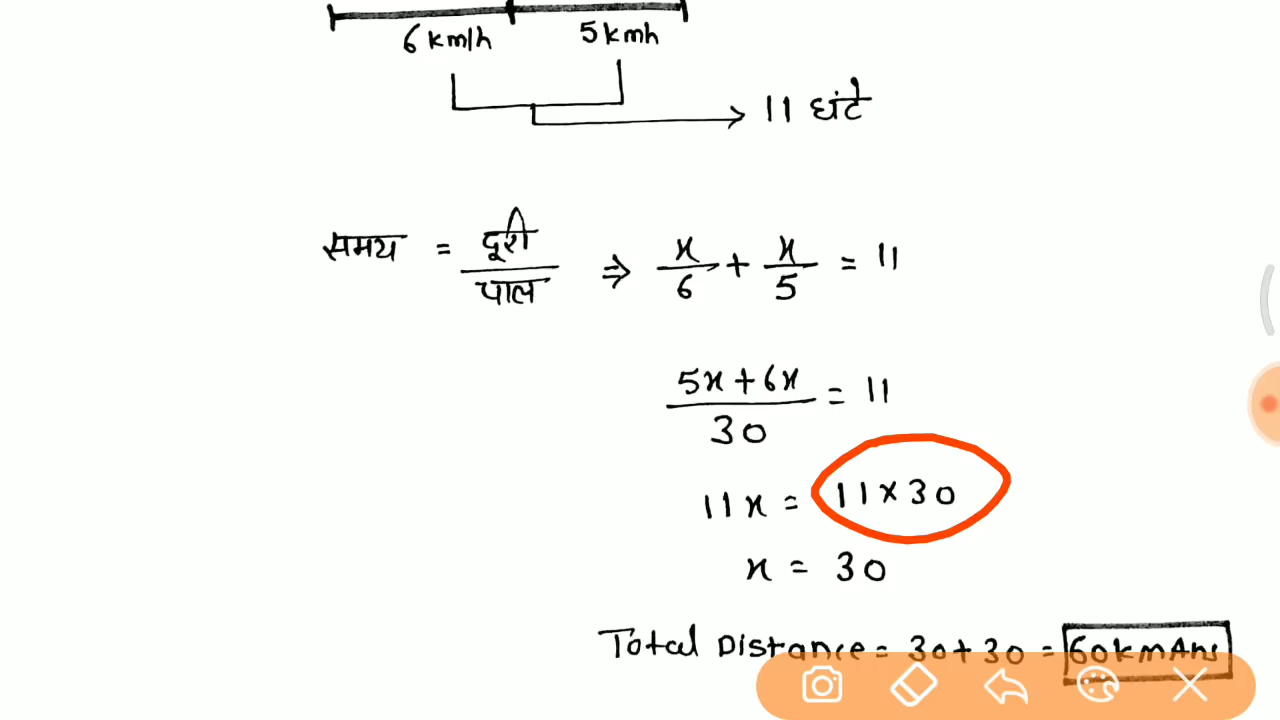 6 km/h 5 kmh
11 घंटे
समय = दूरी / चाल ⇒ x/6 + x/5 = 11
5x + 6x / 30 = 11
11x = 11 × 30
x = 30
Total Distance = 30 + 30 = 60 km Ans